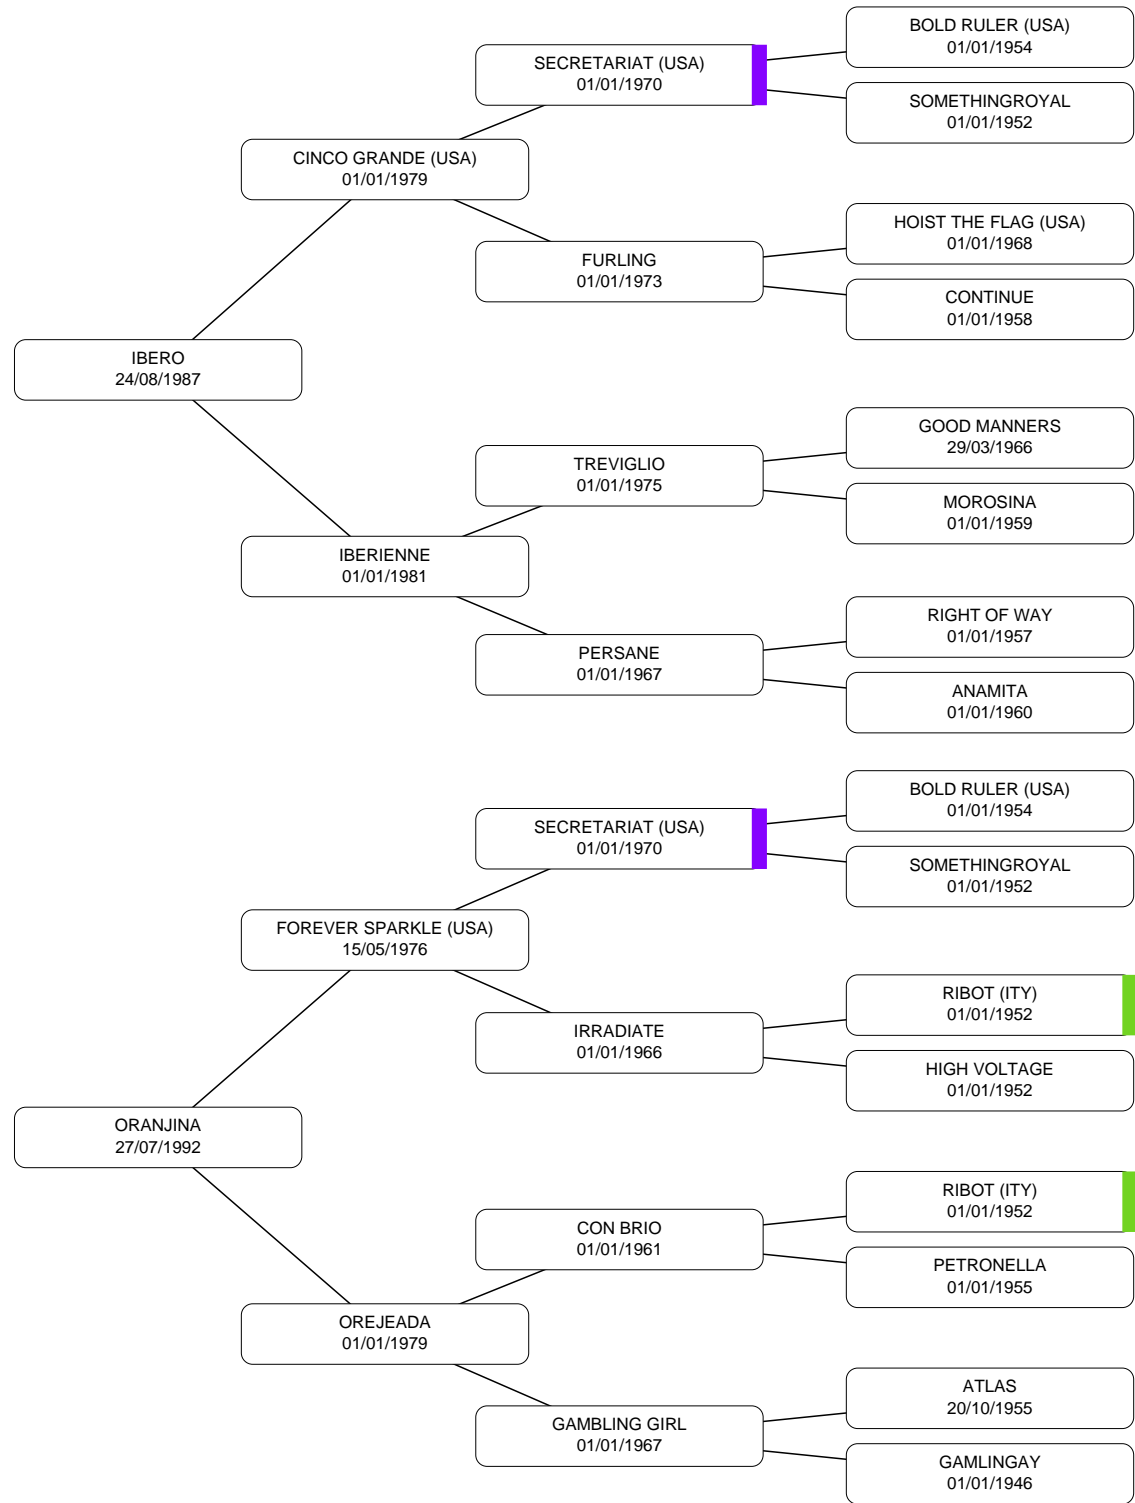 BOLD RULER (USA)
01/01/1954
SECRETARIAT (USA)
01/01/1970
SOMETHINGROYAL
01/01/1952
CINCO GRANDE (USA)
01/01/1979
HOIST THE FLAG (USA)
01/01/1968
FURLING
01/01/1973
CONTINUE
01/01/1958
IBERO
24/08/1987
GOOD MANNERS
29/03/1966
TREVIGLIO
01/01/1975
MOROSINA
01/01/1959
IBERIENNE
01/01/1981
RIGHT OF WAY
01/01/1957
PERSANE
01/01/1967
ANAMITA
01/01/1960
BOLD RULER (USA)
01/01/1954
SECRETARIAT (USA)
01/01/1970
SOMETHINGROYAL
01/01/1952
FOREVER SPARKLE (USA)
15/05/1976
RIBOT (ITY)
01/01/1952
IRRADIATE
01/01/1966
HIGH VOLTAGE
01/01/1952
ORANJINA
27/07/1992
RIBOT (ITY)
01/01/1952
CON BRIO
01/01/1961
PETRONELLA
01/01/1955
OREJEADA
01/01/1979
ATLAS
20/10/1955
GAMBLING GIRL
01/01/1967
GAMLINGAY
01/01/1946